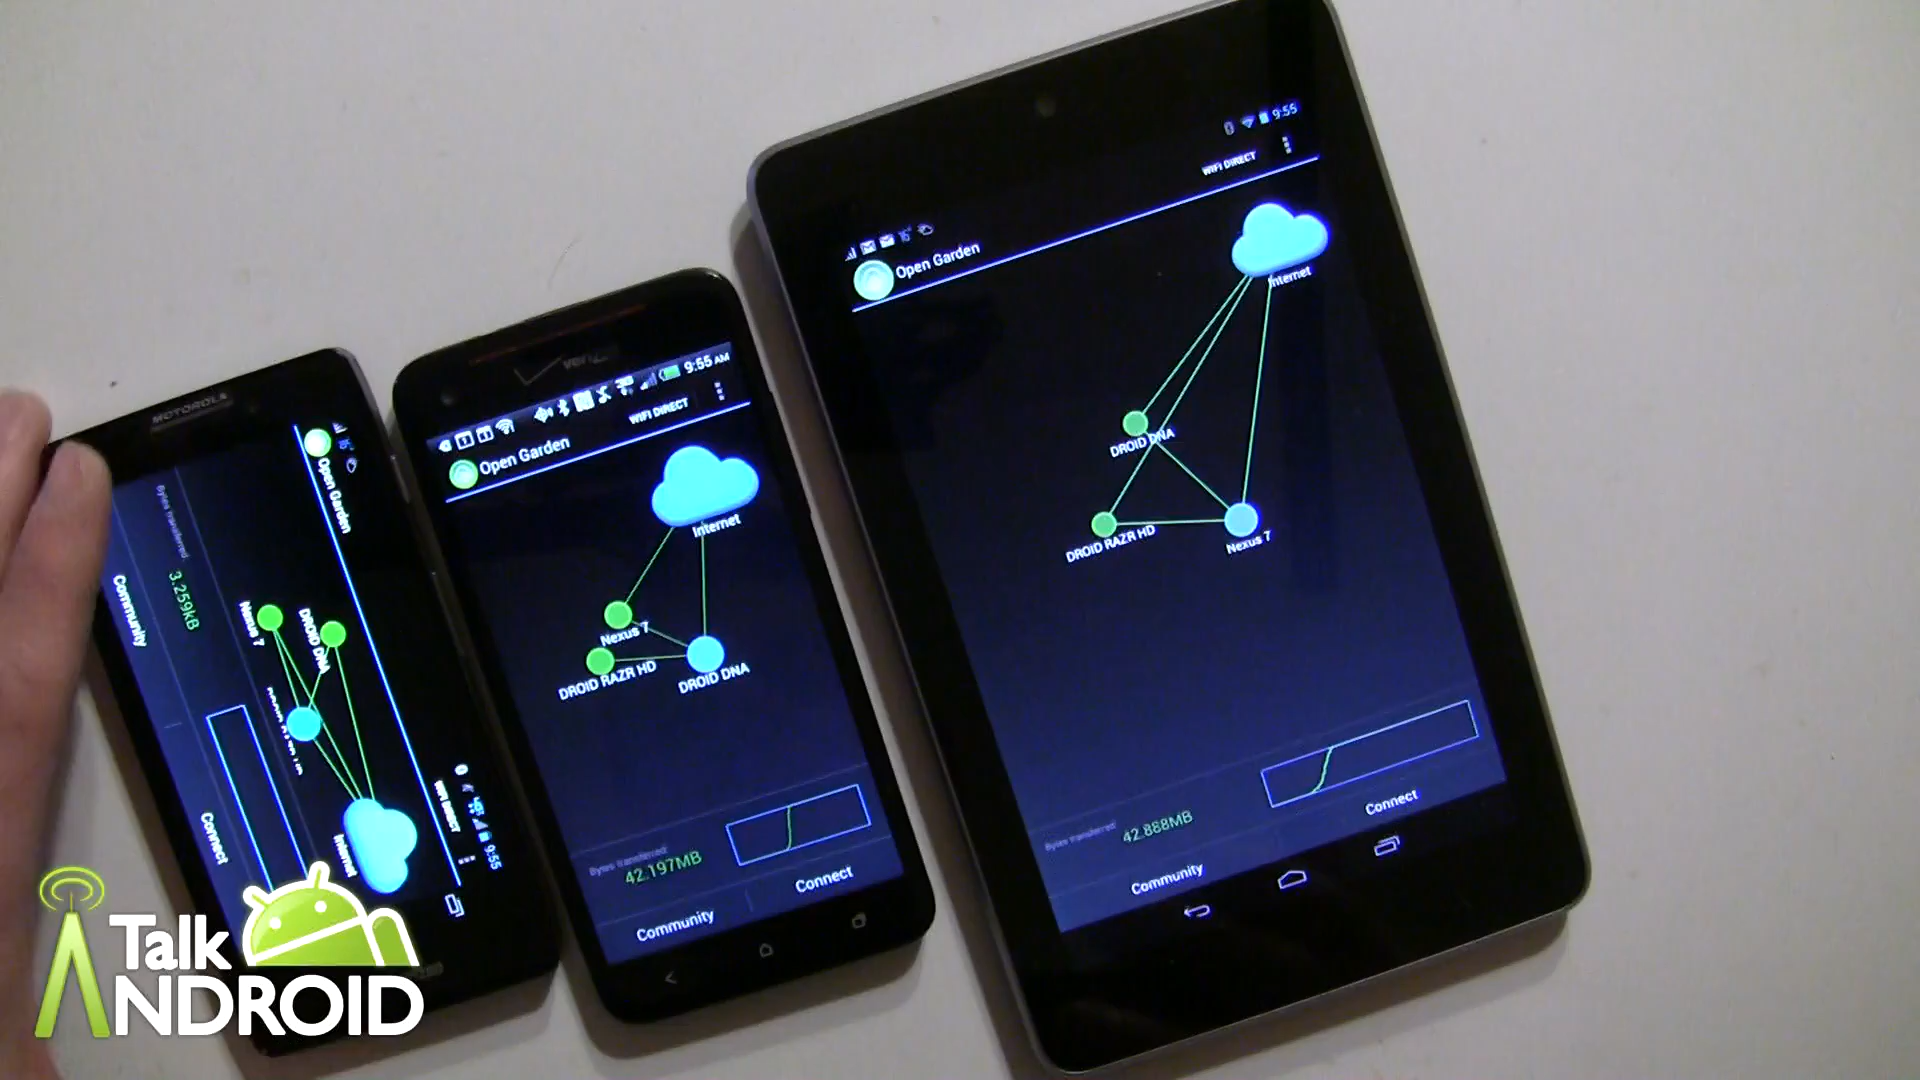 MOTOROLA
Open Garden
WIFI DIRECT
9:55
Bytes transferred
3.259kB
Nexus 7
DROID DNA
Internet
Community
Connect
verizon
9:55 AM
WIFI DIRECT
Open Garden
Internet
Nexus 7
DROID RAZR HD
DROID DNA
Bytes transferred
42.197MB
Connect
Community
9:55
WIFI DIRECT
Open Garden
Internet
DROID DNA
DROID RAZR HD
Nexus 7
Bytes transferred
42.888MB
Connect
Community
Talk
ANDROID